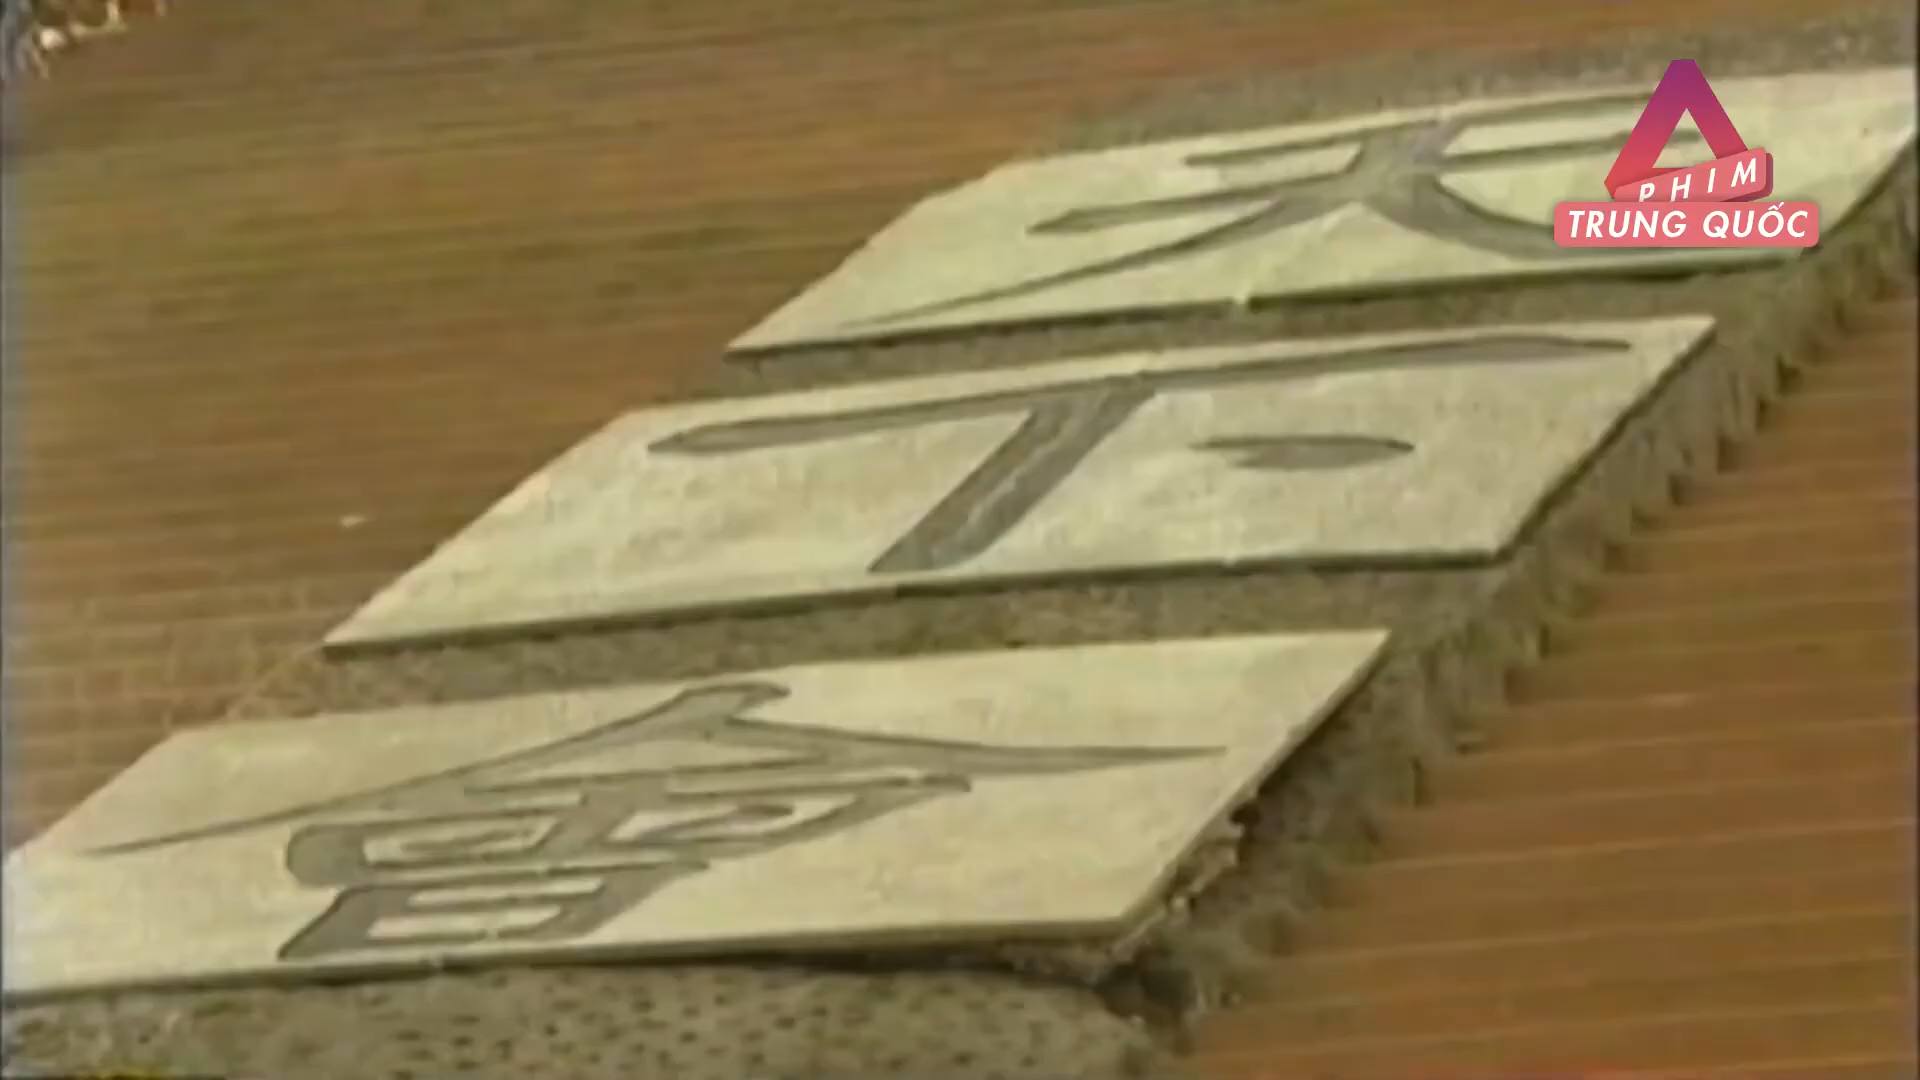 天
下
會
PHIM
TRUNG QUỐC